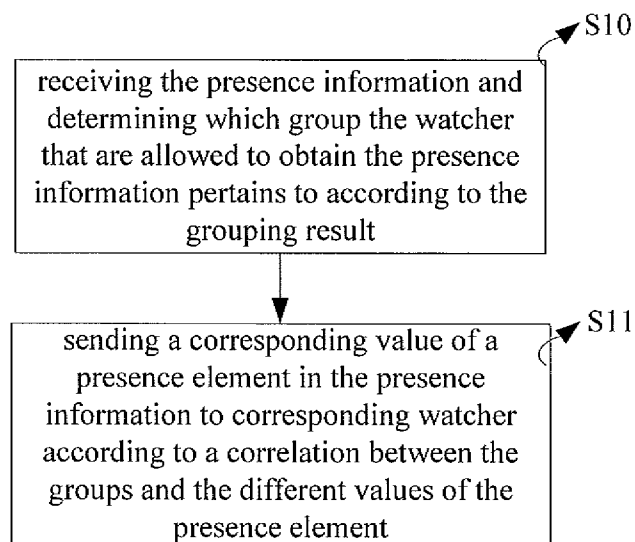 S10
receiving the presence information and
determining which group the watcher
that are allowed to obtain the presence
information pertains to according to the
grouping result
S11
sending a corresponding value of a
presence element in the presence
information to corresponding watcher
according to a correlation between the
groups and the different values of the
presence element